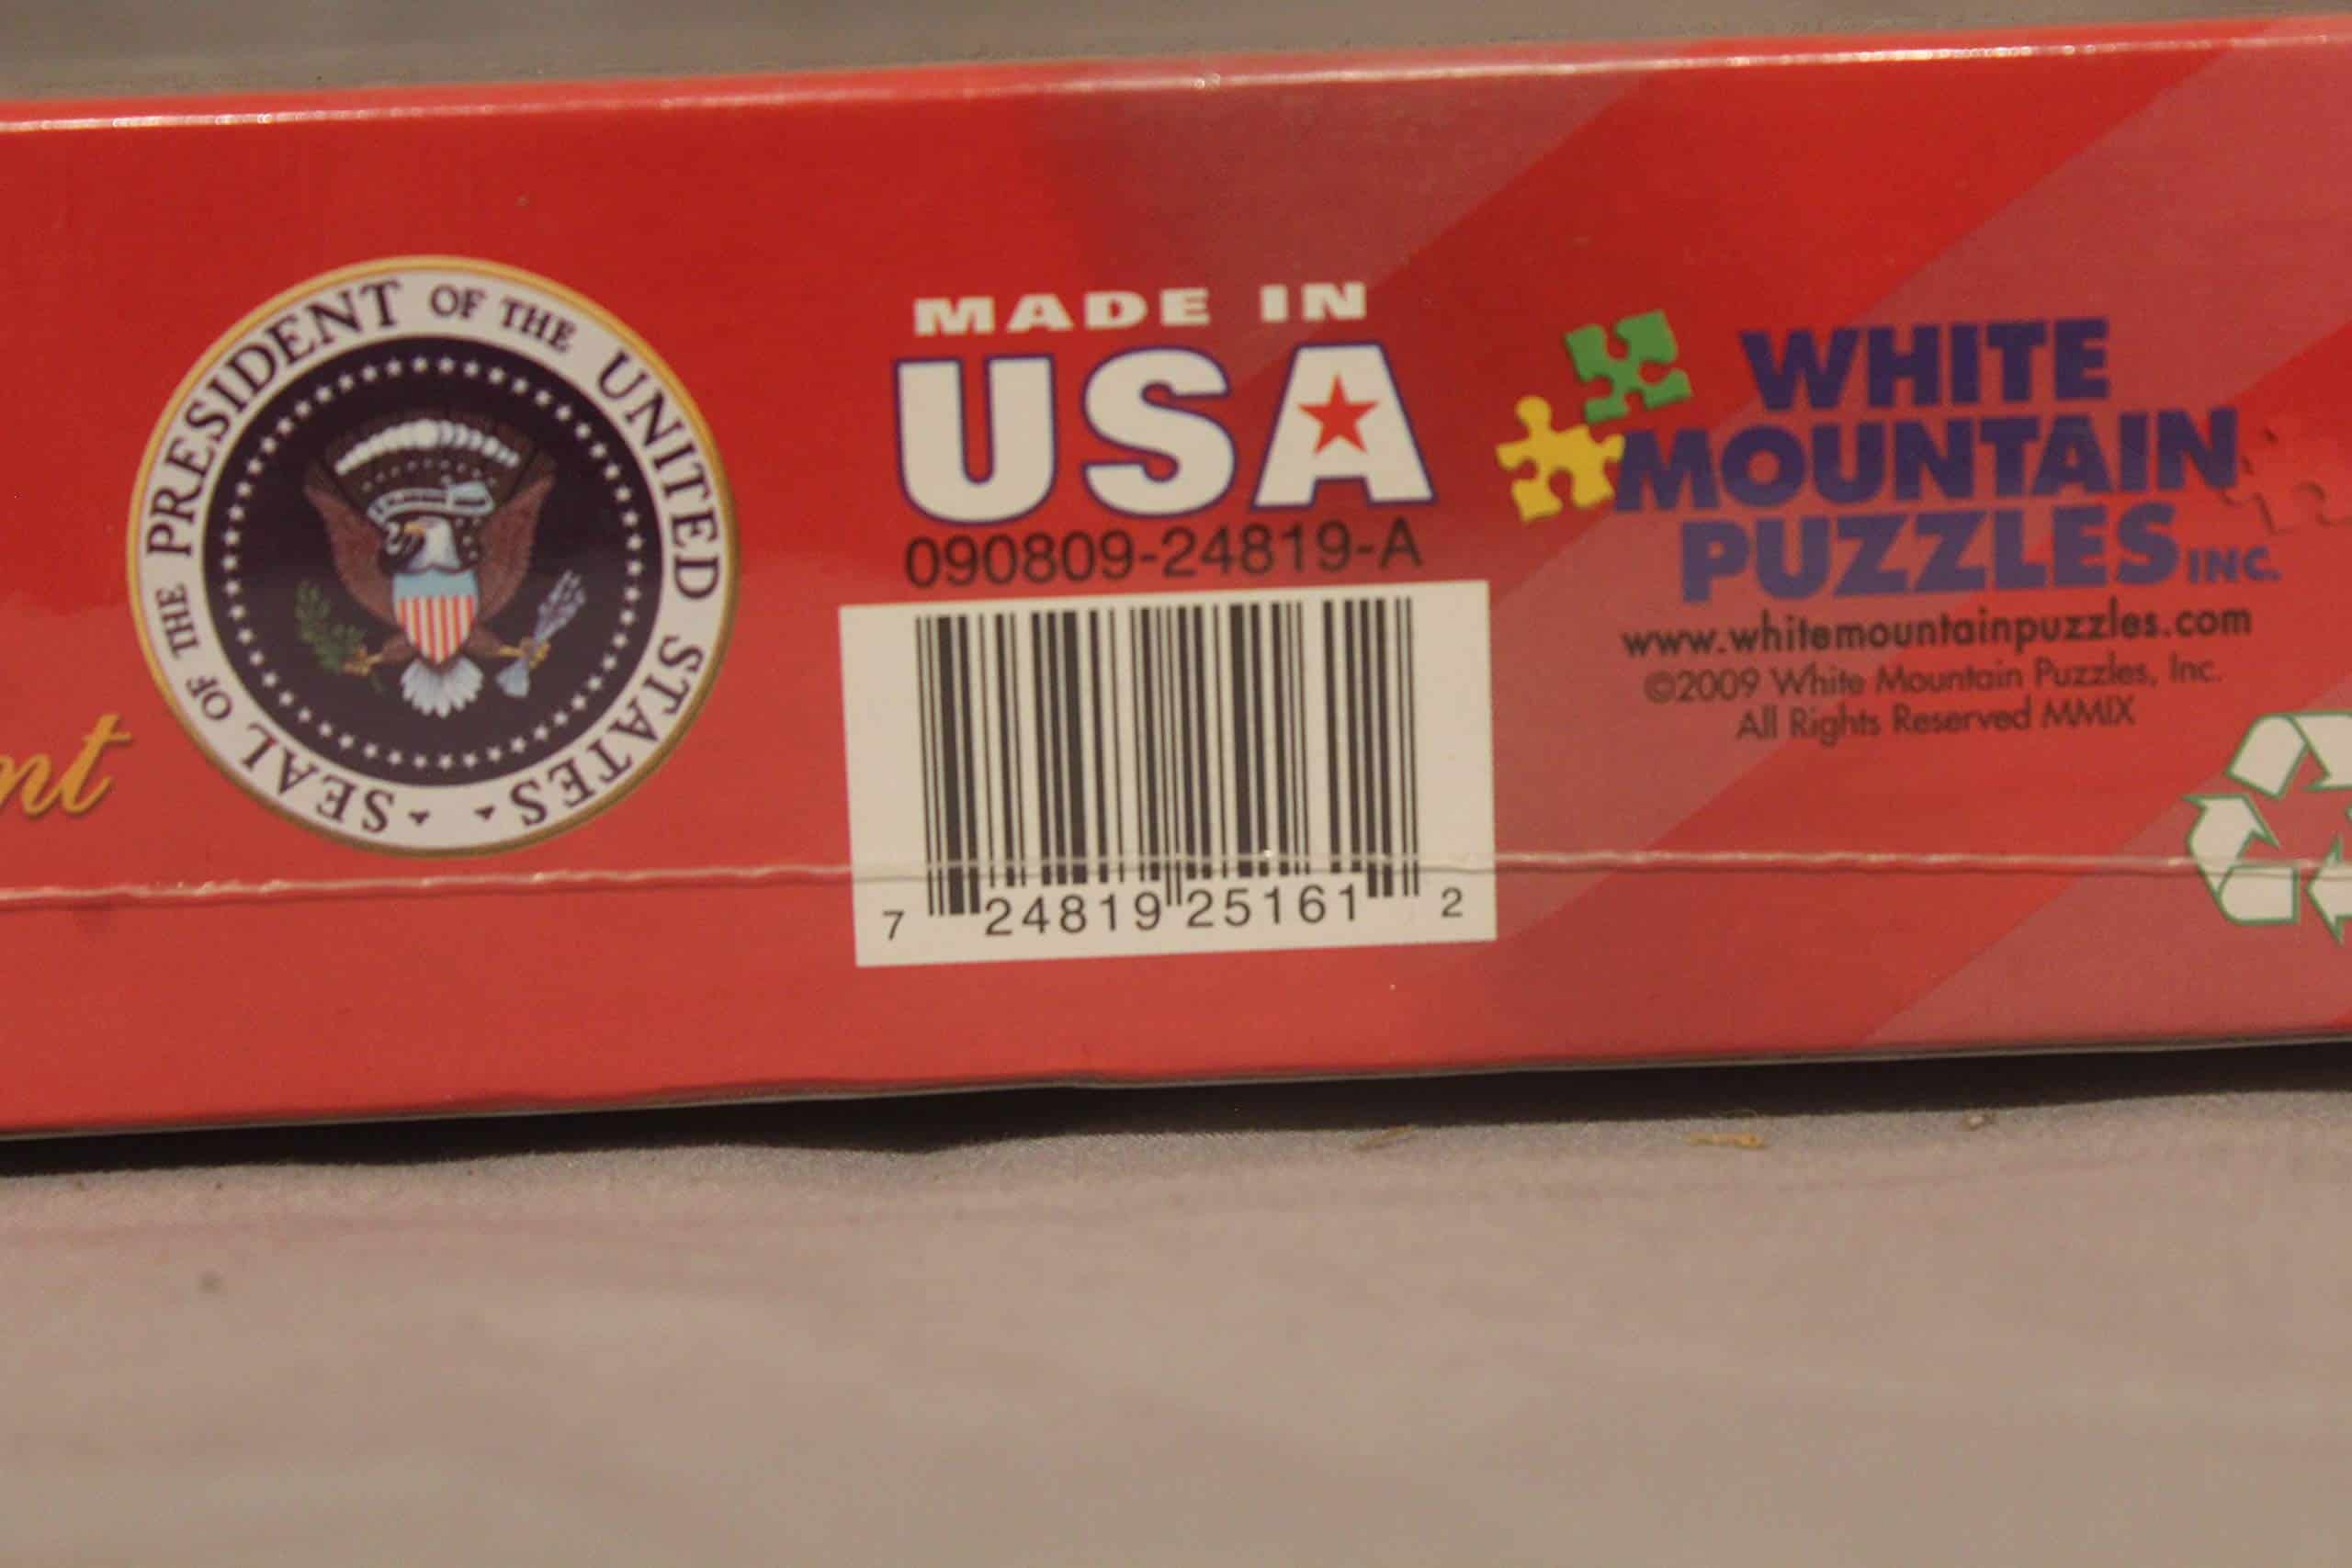 nt
SEAL OF THE PRESIDENT OF THE UNITED STATES
MADE IN
USA
090809-24819-A
7 24819 25161 2
WHITE
MOUNTAIN
PUZZLES INC.
www.whitemountainpuzzles.com
©2009 White Mountain Puzzles, Inc.
All Rights Reserved MMIX